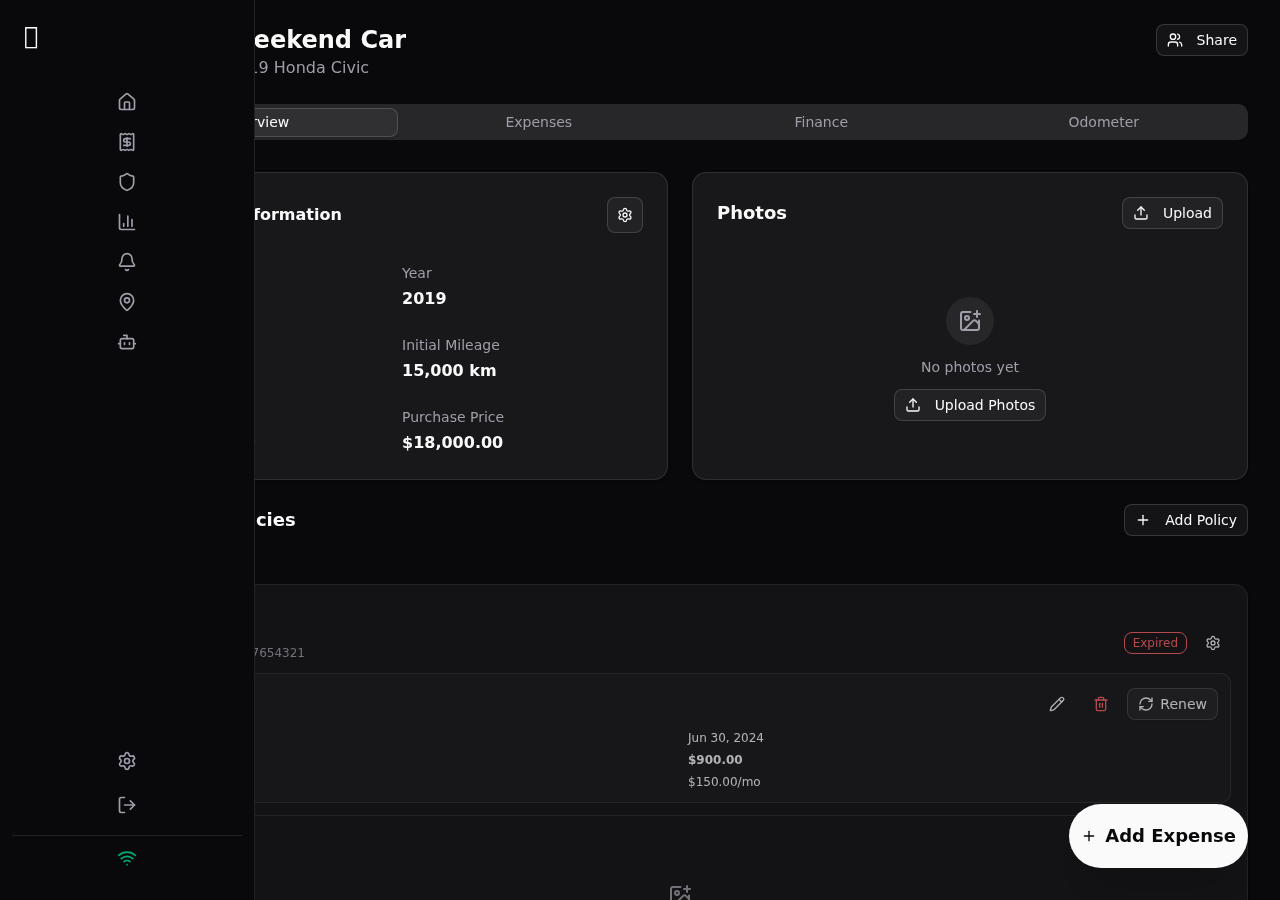 eekend Car
19 Honda Civic
Share
rview
Expenses
Finance
Odometer
formation
Photos
Upload
Year
2019
Initial Mileage
15,000 km
No photos yet
Upload Photos
Purchase Price
$18,000.00
cies
Add Policy
7654321
Expired
Renew
Jun 30, 2024
$900.00
$150.00/mo
Add Expense